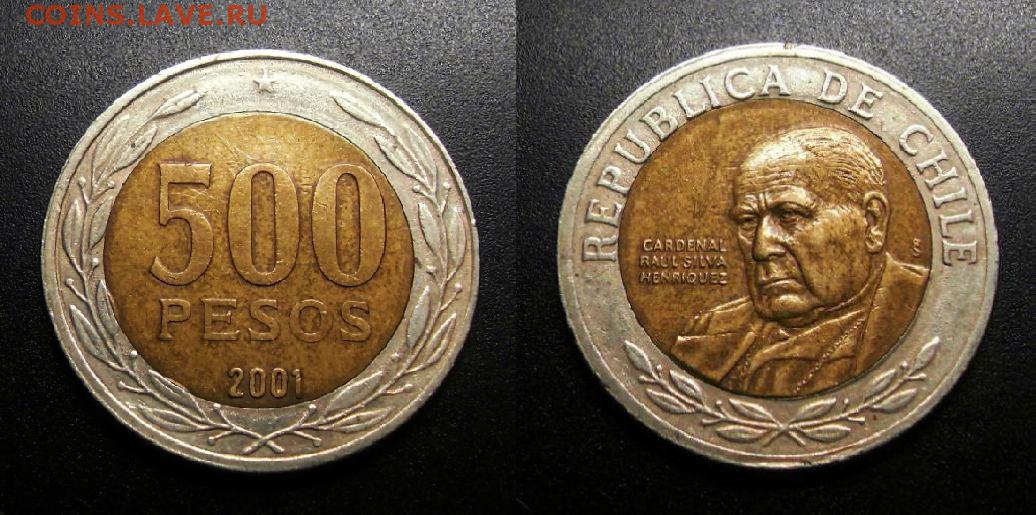 COINS.LAVE.RU
500
PESOS
2001
REPUBLICA DE CHILE
CARDENAL
RAUL SILVA
HENRIQUEZ